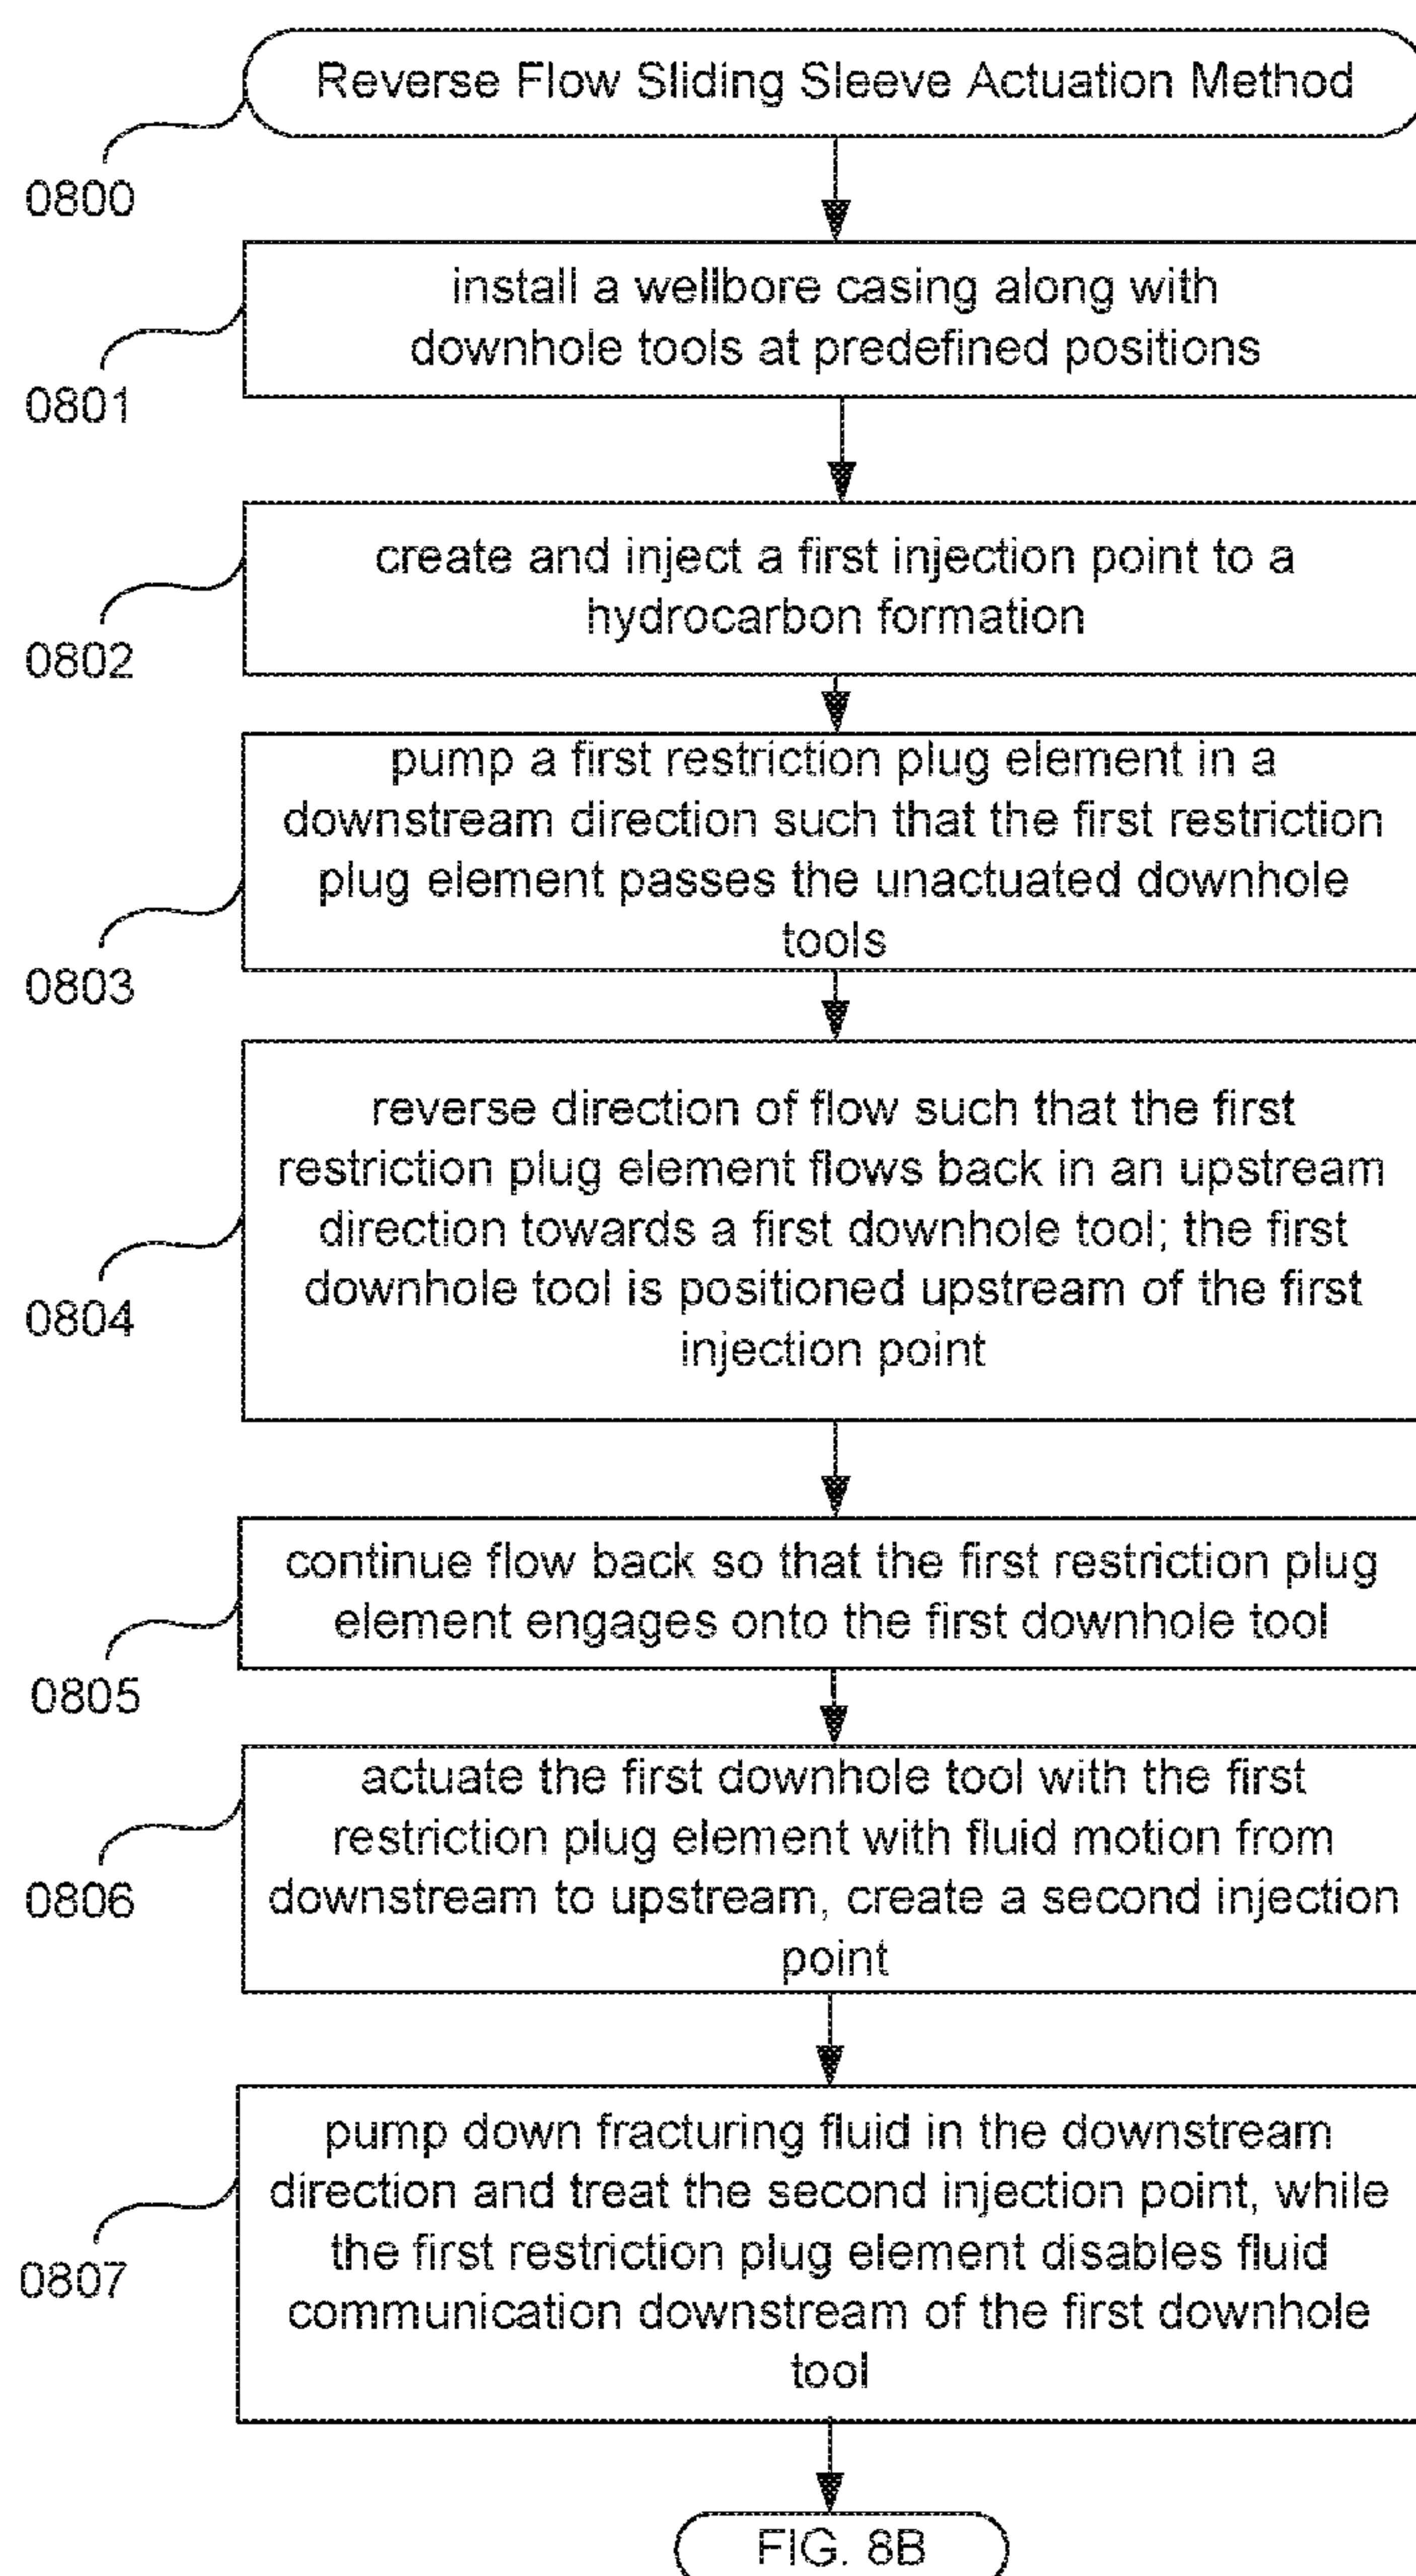 Reverse Flow Sliding Sleeve Actuation Method
0800
install a wellbore casing along with
downhole tools at predefined positions
0801
create and inject a first injection point to a
hydrocarbon formation
0802
pump a first restriction plug element in a
downstream direction such that the first restriction
plug element passes the unactuated downhole
tools
0803
reverse direction of flow such that the first
restriction plug element flows back in an upstream
direction towards a first downhole tool; the first
downhole tool is positioned upstream of the first
injection point
0804
continue flow back so that the first restriction plug
element engages onto the first downhole tool
0805
actuate the first downhole tool with the first
restriction plug element with fluid motion from
downstream to upstream, create a second injection
point
0806
pump down fracturing fluid in the downstream
direction and treat the second injection point, while
the first restriction plug element disables fluid
communication downstream of the first downhole
tool
0807
FIG. 8B